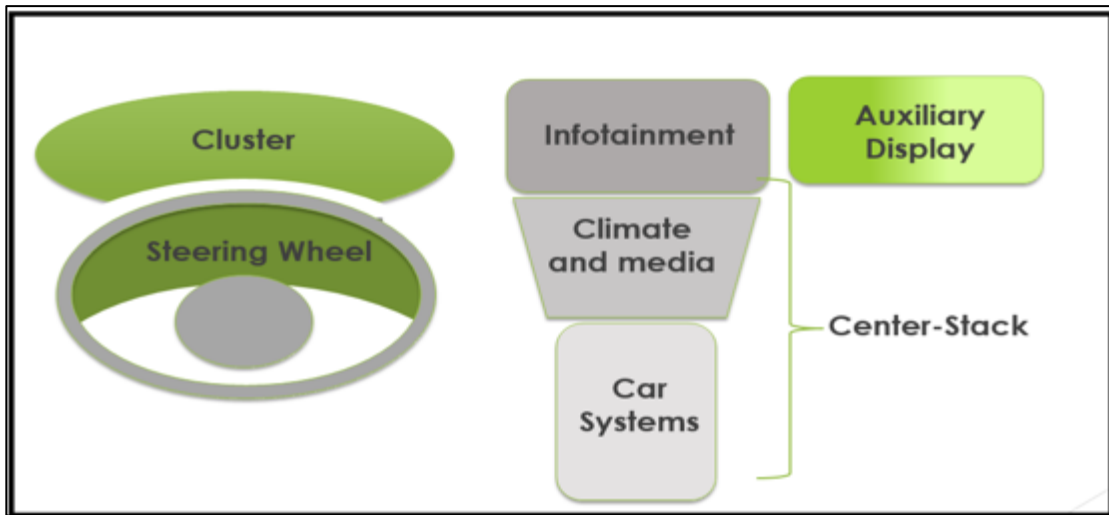 Cluster
Steering Wheel
Infotainment
Auxiliary
Display
Climate
and media
Center-Stack
Car
Systems